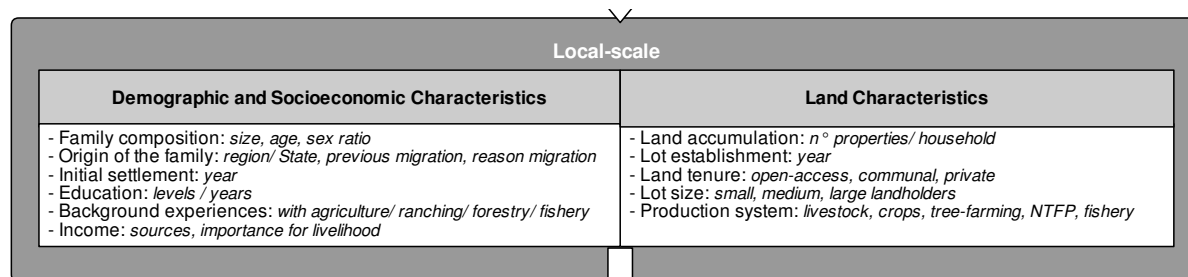 Local-scale
Demographic and Socioeconomic Characteristics
- Family composition: size, age, sex ratio
- Origin of the family: region/ State, previous migration, reason migration
- Initial settlement: year
- Education: levels / years
- Background experiences: with agriculture/ ranching/ forestry/ fishery
- Income: sources, importance for livelihood
Land Characteristics
- Land accumulation: n° properties/ household
- Lot establishment: year
- Land tenure: open-access, communal, private
- Lot size: small, medium, large landholders
- Production system: livestock, crops, tree-farming, NTFP, fishery